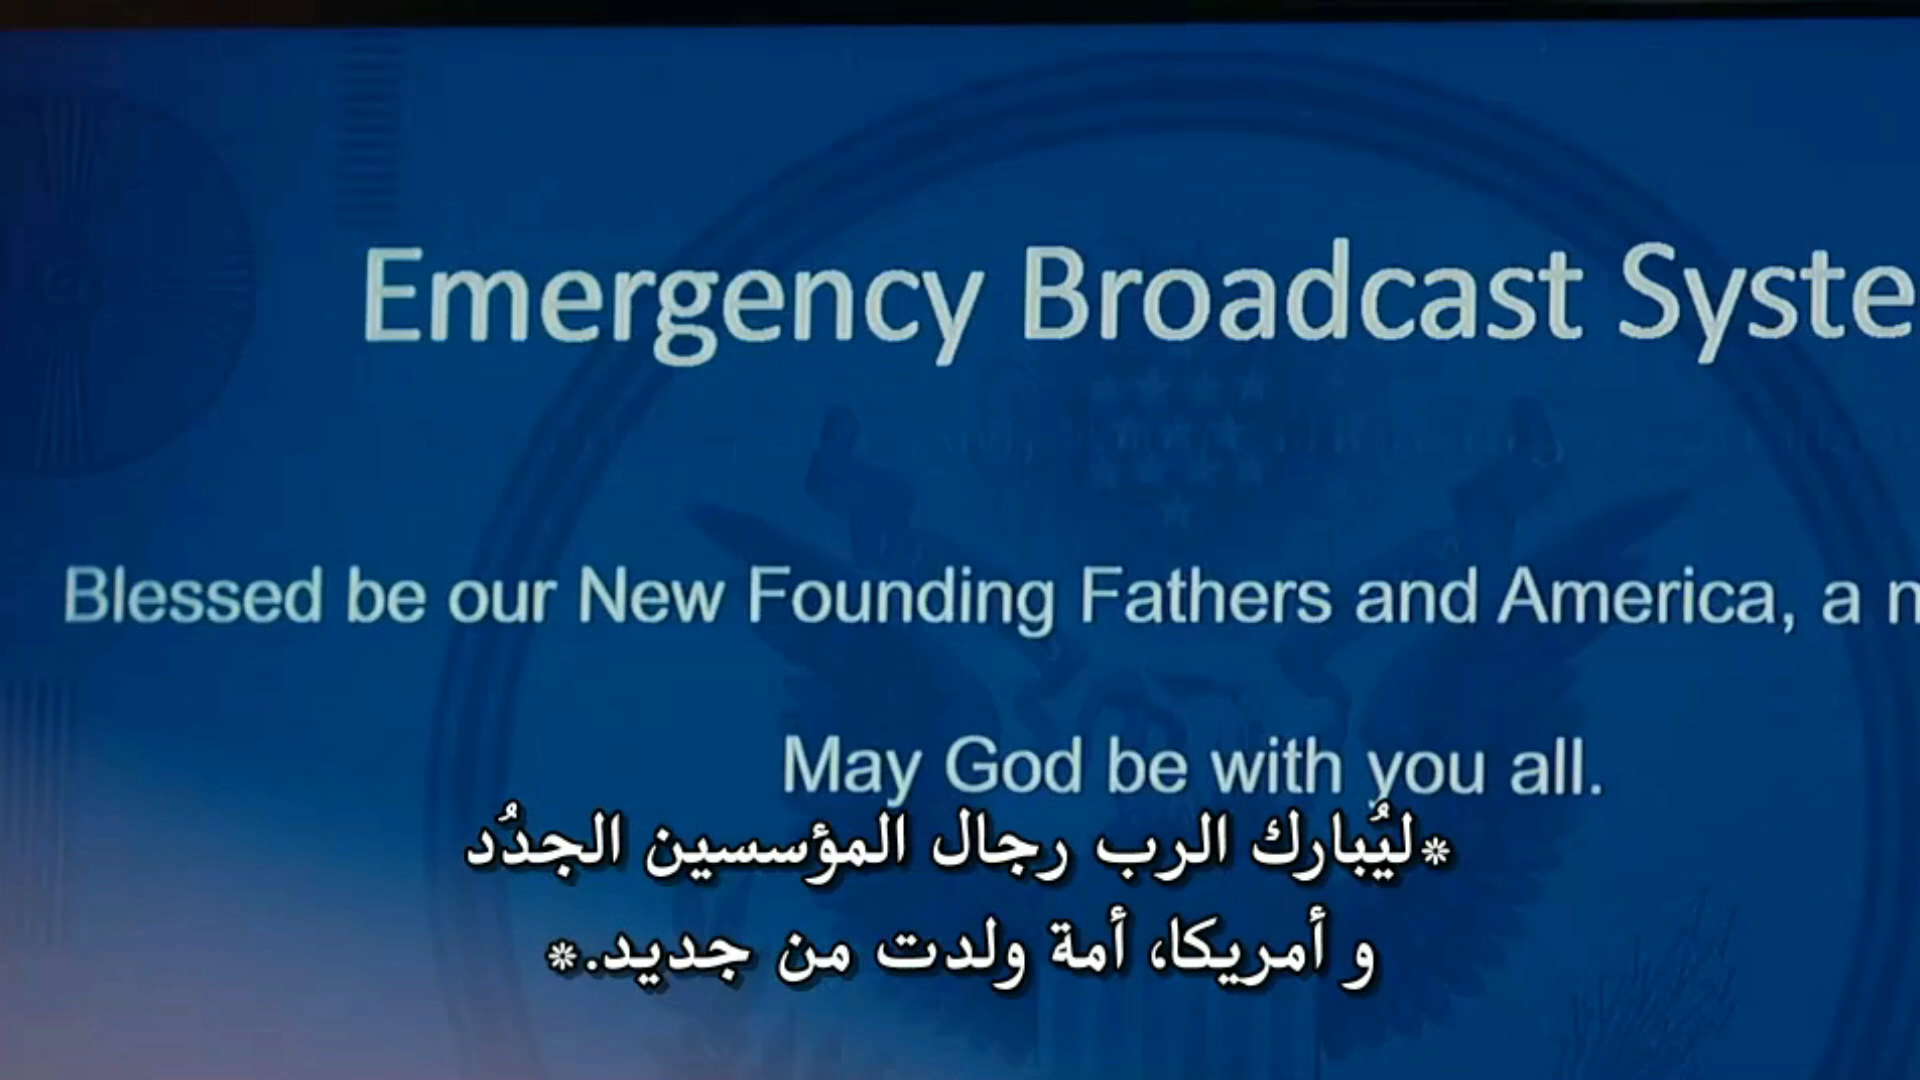 Emergency Broadcast Syste
Blessed be our New Founding Fathers and America, a n
May God be with you all.
*ليُبارك الرب رجال المؤسسين الجدُد
و أمريكا، أمة ولدت من جديد.*